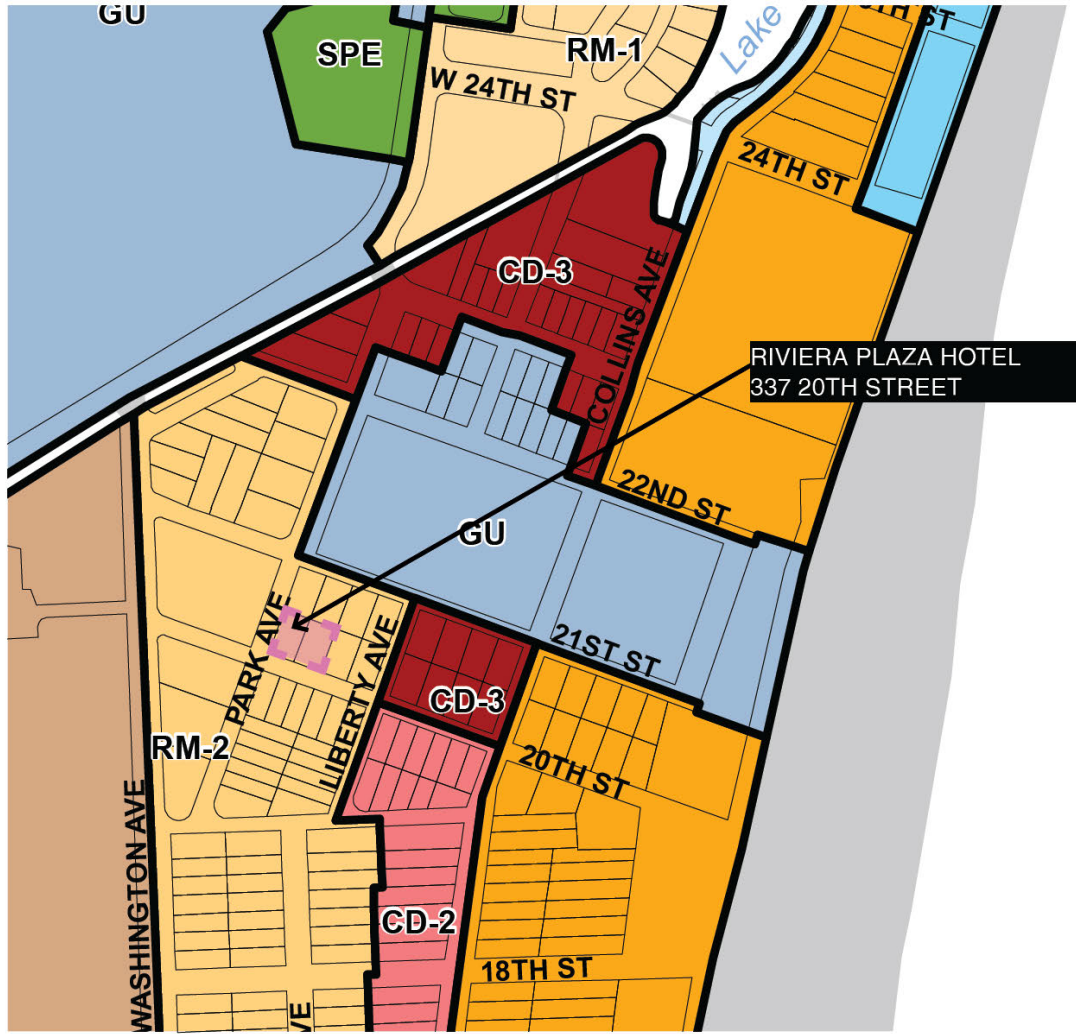 GU
SPE
RM-1
W 24TH ST
Lake
TH ST
24TH ST
CD-3
COLLINS AVE
RIVIERA PLAZA HOTEL
337 20TH STREET
22ND ST
GU
21ST ST
PARK AVE
LIBERTY AVE
CD-3
RM-2
20TH ST
WASHINGTON AVE
CD-2
18TH ST
VE